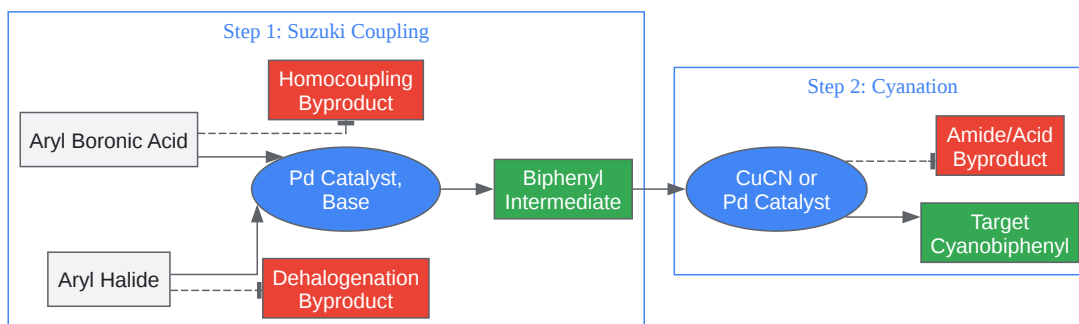 Step 1: Suzuki Coupling
Homocoupling
Byproduct
Aryl Boronic Acid
Pd Catalyst,
Base
Biphenyl
Intermediate
Aryl Halide
Dehalogenation
Byproduct
Step 2: Cyanation
Amide/Acid
Byproduct
CuCN or
Pd Catalyst
Target
Cyanobiphenyl